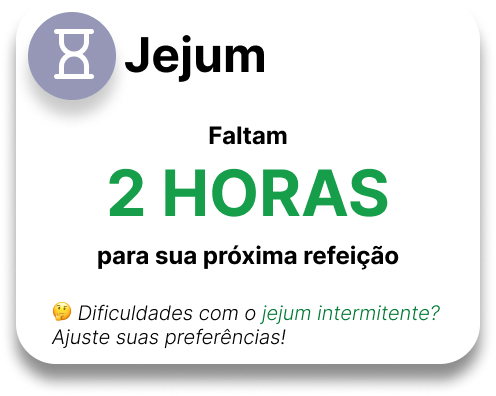 Jejum
Faltam
2 HORAS
para sua próxima refeição
🤔 Dificuldades com o jejum intermitente?
Ajuste suas preferências!